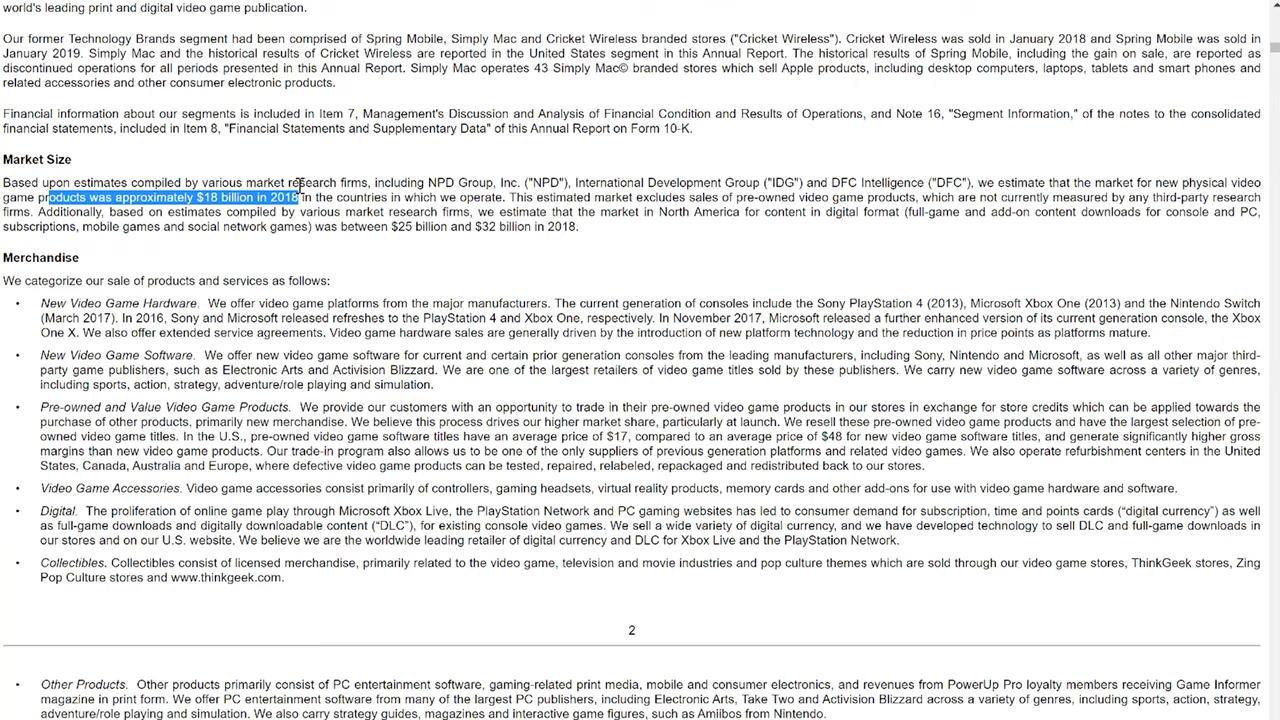 world's leading print and digital video game publication.
Our former Technology Brands segment had been comprised of Spring Mobile, Simply Mac and Cricket Wireless branded stores ("Cricket Wireless"). Cricket Wireless was sold in January 2018 and Spring Mobile was sold in
January 2019. Simply Mac and the historical results of Cricket Wireless are reported in the United States segment in this Annual Report. The historical results of Spring Mobile, including the gain on sale, are reported as
discontinued operations for all periods presented in this Annual Report. Simply Mac operates 43 Simply Mac© branded stores which sell Apple products, including desktop computers, laptops, tablets and smart phones and
related accessories and other consumer electronic products.
Financial information about our segments is included in Item 7, Management's Discussion and Analysis of Financial Condition and Results of Operations, and Note 16, "Segment Information," of the notes to the consolidated
financial statements, included in Item 8, "Financial Statements and Supplementary Data" of this Annual Report on Form 10-K.
Market Size
Based upon estimates compiled by various market research firms, including NPD Group, Inc. ("NPD"), International Development Group ("IDG") and DFC Intelligence ("DFC"), we estimate that the market for new physical video
game products was approximately $18 billion in 2018 in the countries in which we operate. This estimated market excludes sales of pre-owned video game products, which are not currently measured by any third-party research
firms. Additionally, based on estimates compiled by various market research firms, we estimate that the market in North America for content in digital format (full-game and add-on content downloads for console and PC,
subscriptions, mobile games and social network games) was between $25 billion and $32 billion in 2018.
Merchandise
We categorize our sale of products and services as follows:
• New Video Game Hardware. We offer video game platforms from the major manufacturers. The current generation of consoles include the Sony PlayStation 4 (2013), Microsoft Xbox One (2013) and the Nintendo Switch
(March 2017). In 2016, Sony and Microsoft released refreshes to the PlayStation 4 and Xbox One, respectively. In November 2017, Microsoft released a further enhanced version of its current generation console, the Xbox
One X. We also offer extended service agreements. Video game hardware sales are generally driven by the introduction of new platform technology and the reduction in price points as platforms mature.
• New Video Game Software. We offer new video game software for current and certain prior generation consoles from the leading manufacturers, including Sony, Nintendo and Microsoft, as well as all other major third-
party game publishers, such as Electronic Arts and Activision Blizzard. We are one of the largest retailers of video game titles sold by these publishers. We carry new video game software across a variety of genres,
including sports, action, strategy, adventure/role playing and simulation.
• Pre-owned and Value Video Game Products. We provide our customers with an opportunity to trade in their pre-owned video game products in our stores in exchange for store credits which can be applied towards the
purchase of other products, primarily new merchandise. We believe this process drives our higher market share, particularly at launch. We resell these pre-owned video game products and have the largest selection of pre-
owned video game titles. In the U.S., pre-owned video game software titles have an average price of $17, compared to an average price of $48 for new video game software titles, and generate significantly higher gross
margins than new video game products. Our trade-in program also allows us to be one of the only suppliers of previous generation platforms and related video games. We also operate refurbishment centers in the United
States, Canada, Australia and Europe, where defective video game products can be tested, repaired, relabeled, repackaged and redistributed back to our stores.
• Video Game Accessories. Video game accessories consist primarily of controllers, gaming headsets, virtual reality products, memory cards and other add-ons for use with video game hardware and software.
• Digital. The proliferation of online game play through Microsoft Xbox Live, the PlayStation Network and PC gaming websites has led to consumer demand for subscription, time and points cards (“digital currency”) as well
as full-game downloads and digitally downloadable content (“DLC”), for existing console video games. We sell a wide variety of digital currency, and we have developed technology to sell DLC and full-game downloads in
our stores and on our U.S. website. We believe we are the worldwide leading retailer of digital currency and DLC for Xbox Live and the PlayStation Network.
• Collectibles. Collectibles consist of licensed merchandise, primarily related to the video game, television and movie industries and pop culture themes which are sold through our video game stores, ThinkGeek stores, Zing
Pop Culture stores and www.thinkgeek.com.
2
• Other Products. Other products primarily consist of PC entertainment software, gaming-related print media, mobile and consumer electronics, and revenues from PowerUp Pro loyalty members receiving Game Informer
magazine in print form. We offer PC entertainment software from many of the largest PC publishers, including Electronic Arts, Take Two and Activision Blizzard across a variety of genres, including sports, action, strategy,
adventure/role playing and simulation. We also carry strategy guides, magazines and interactive game figures, such as Amiibos from Nintendo.